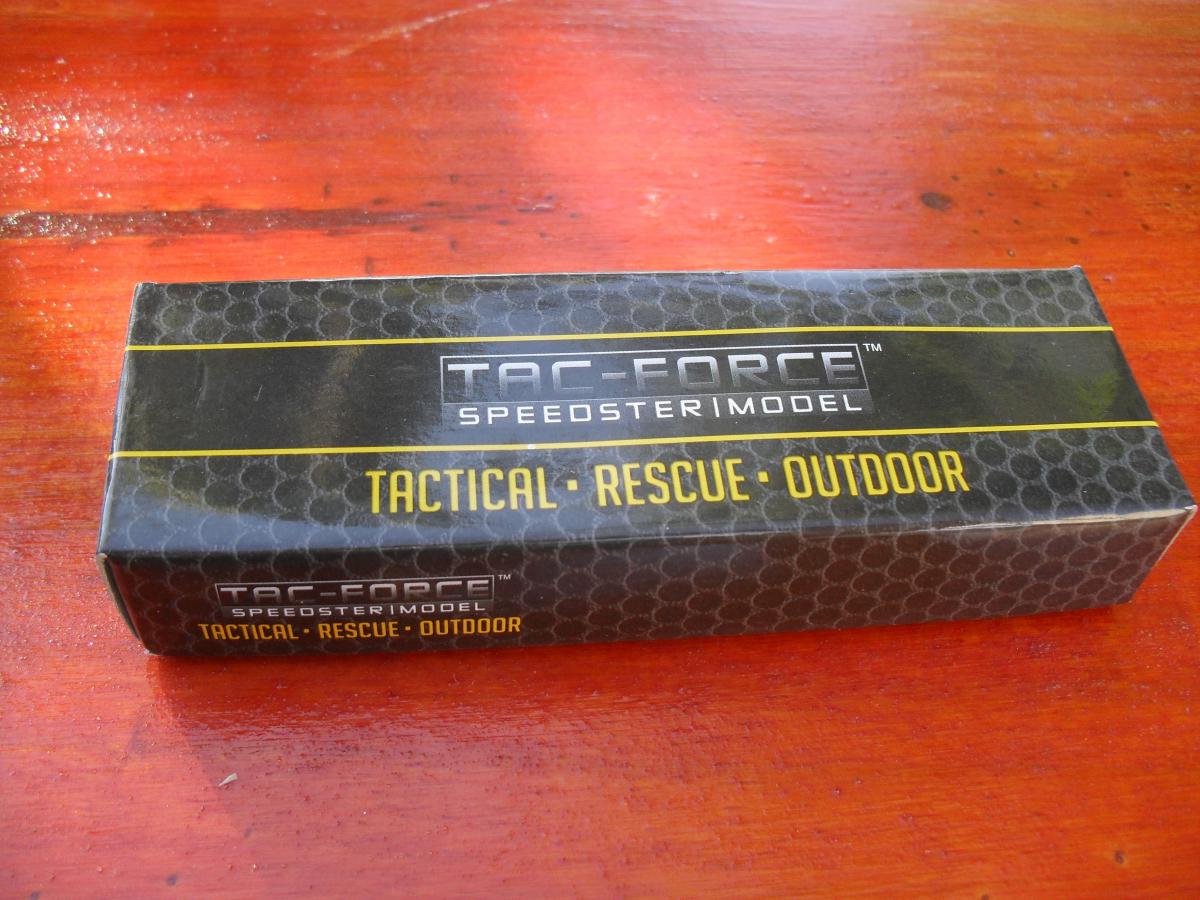 TAC-FORCE™
SPEEDSTER|MODEL
TACTICAL · RESCUE · OUTDOOR
TAC-FORCE™
SPEEDSTER|MODEL
TACTICAL · RESCUE · OUTDOOR